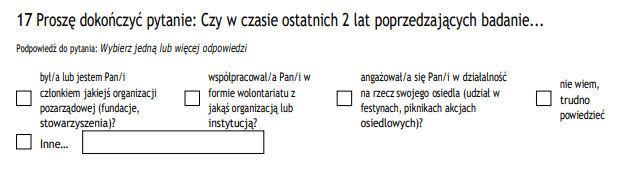 17 Proszę dokończyć pytanie: Czy w czasie ostatnich 2 lat poprzedzających badanie...
Podpowiedź do pytania: Wybierz jedną lub więcej odpowiedzi
był/a lub jestem Pan/i
członkiem jakiejś organizacji
pozarządowej (fundacje,
stowarzyszenia)?
współpracował/a Pan/i w
formie wolontariatu z
jakąś organizacją lub
instytucją?
angażował/a się Pan/i w działalność
na rzecz swojego osiedla (udział w
festynach, piknikach akcjach
osiedlowych)?
nie wiem,
trudno
powiedzieć
Inne...